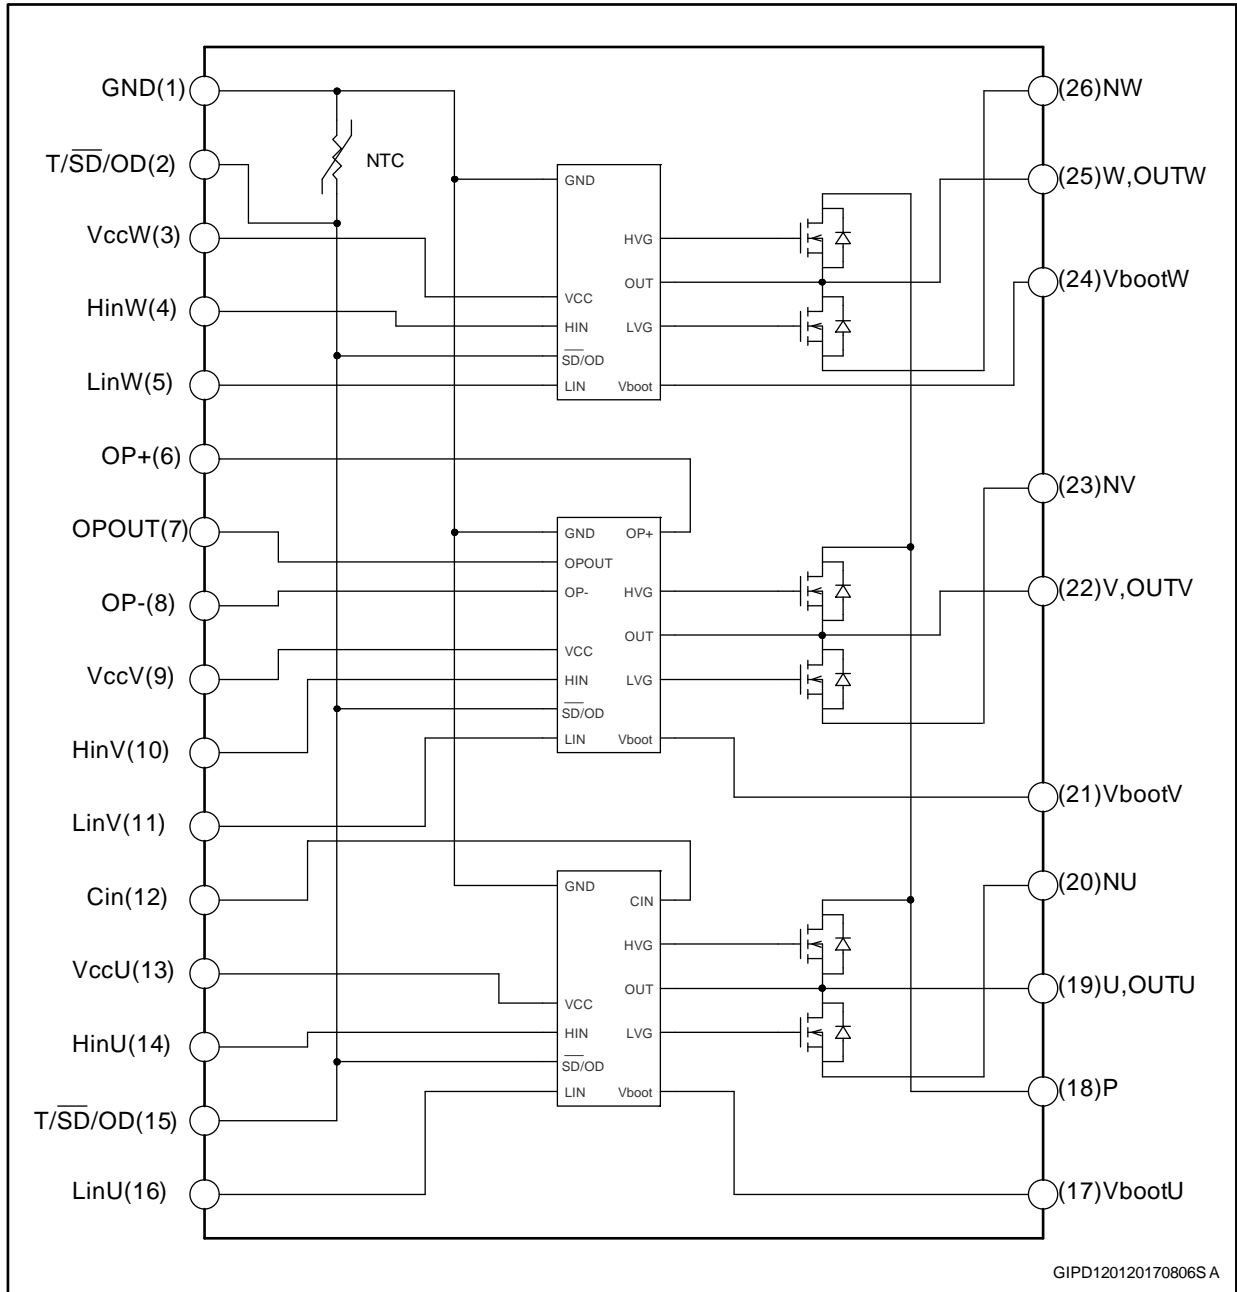 GND(1)
T/SD/OD(2)
VccW(3)
HinW(4)
LinW(5)
OP+(6)
OPOUT(7)
OP-(8)
VccV(9)
HinV(10)
LinV(11)
Cin(12)
VccU(13)
HinU(14)
T/SD/OD(15)
LinU(16)
NTC
GND
HVG
OUT
VCC
HIN
LVG
SD/OD
LIN
Vboot
GND
OP+
OPOUT
OP-
HVG
OUT
VCC
HIN
LVG
SD/OD
LIN
Vboot
GND
CIN
HVG
OUT
VCC
HIN
LVG
SD/OD
LIN
Vboot
(26)NW
(25)W,OUTW
(24)VbootW
(23)NV
(22)V,OUTV
(21)VbootV
(20)NU
(19)U,OUTU
(18)P
(17)VbootU
GIPD120120170806SA